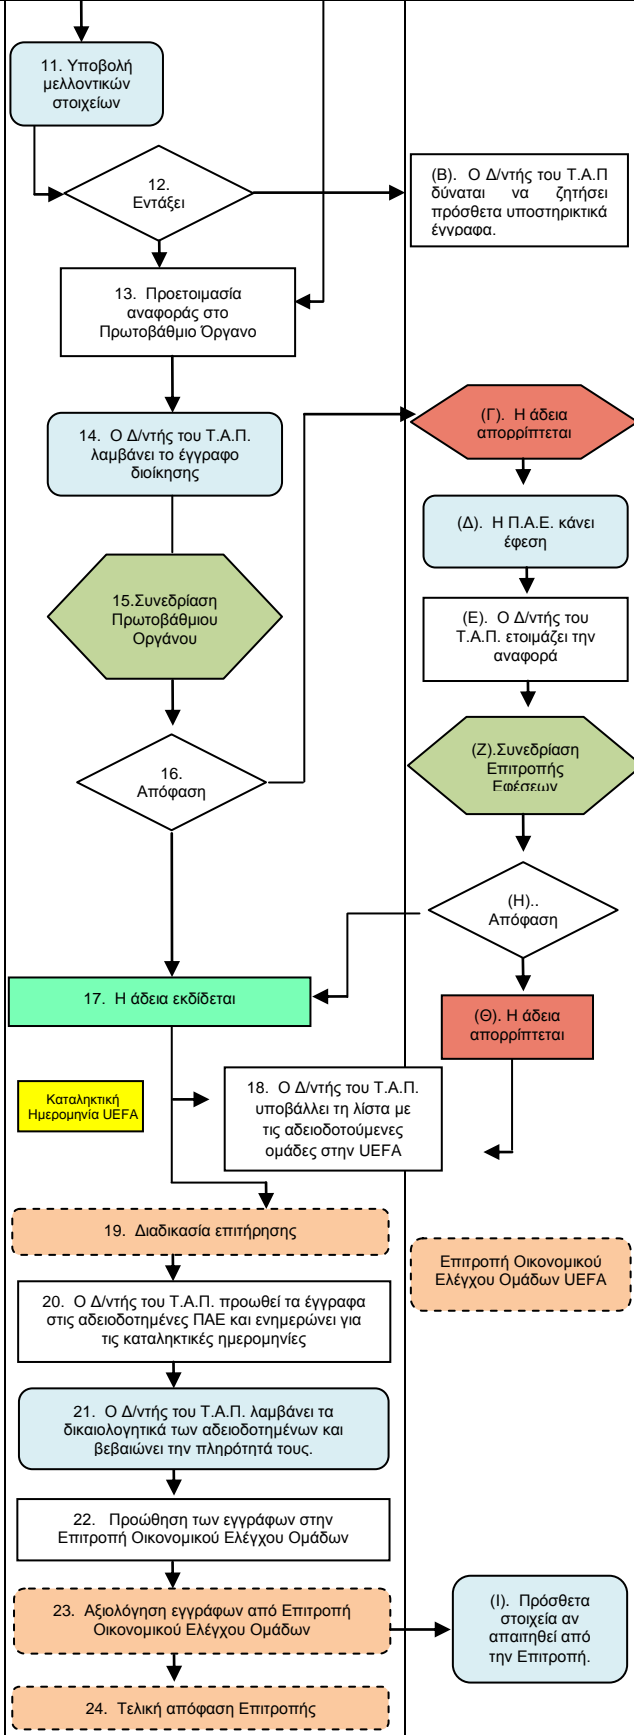 11. Υποβολή
μελλοντικών
στοιχείων
12.
Εντάξει
(Β). Ο Δ/ντής του Τ.Α.Π
δύναται να ζητήσει
πρόσθετα υποστηρικτικά
έγγραφα.
13. Προετοιμασία
αναφοράς στο
Πρωτοβάθμιο Όργανο
(Γ). Η άδεια
απορρίπτεται
14. Ο Δ/ντής του Τ.Α.Π.
λαμβάνει το έγγραφο
διοίκησης
(Δ). Η Π.Α.Ε. κάνει
έφεση
15.Συνεδρίαση
Πρωτοβάθμιου
Οργάνου
(Ε). Ο Δ/ντής του
Τ.Α.Π. ετοιμάζει την
αναφορά
(Ζ).Συνεδρίαση
Επιτροπής
Εφέσεων
16.
Απόφαση
(Η)..
Απόφαση
17. Η άδεια εκδίδεται
(Θ). Η άδεια
απορρίπτεται
Καταληκτική
Ημερομηνία UEFA
18. Ο Δ/ντής του Τ.Α.Π.
υποβάλλει τη λίστα με
τις αδειοδοτούμενες
ομάδες στην UEFA
19. Διαδικασία επιτήρησης
Επιτροπή Οικονομικού
Ελέγχου Ομάδων UEFA
20. Ο Δ/ντής του Τ.Α.Π. προωθεί τα έγγραφα
στις αδειοδοτημένες ΠΑΕ και ενημερώνει για
τις καταληκτικές ημερομηνίες
21. Ο Δ/ντής του Τ.Α.Π. λαμβάνει τα
δικαιολογητικά των αδειοδοτημένων και
βεβαιώνει την πληρότητά τους.
22. Προώθηση των εγγράφων στην
Επιτροπή Οικονομικού Ελέγχου Ομάδων
23. Αξιολόγηση εγγράφων από Επιτροπή
Οικονομικού Ελέγχου Ομάδων
(Ι). Πρόσθετα
στοιχεία αν
απαιτηθεί από
την Επιτροπή.
24. Τελική απόφαση Επιτροπής